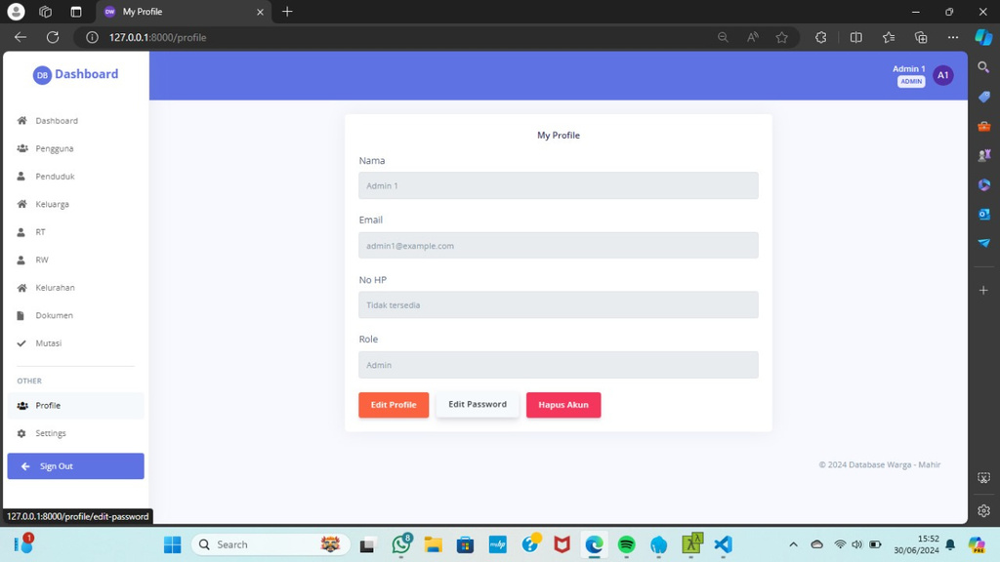 DW My Profile
127.0.0.1:8000/profile
DB Dashboard
Admin 1
ADMIN
A1
Dashboard
Pengguna
Penduduk
Keluarga
RT
RW
Kelurahan
Dokumen
Mutasi
OTHER
Profile
Settings
Sign Out
My Profile
Nama
Admin 1
Email
admin1@example.com
No HP
Tidak tersedia
Role
Admin
Edit Profile
Edit Password
Hapus Akun
© 2024 Database Warga - Mahir
127.0.0.1:8000/profile/edit-password
1
Search
8
myhp
15:52
30/06/2024
PRE